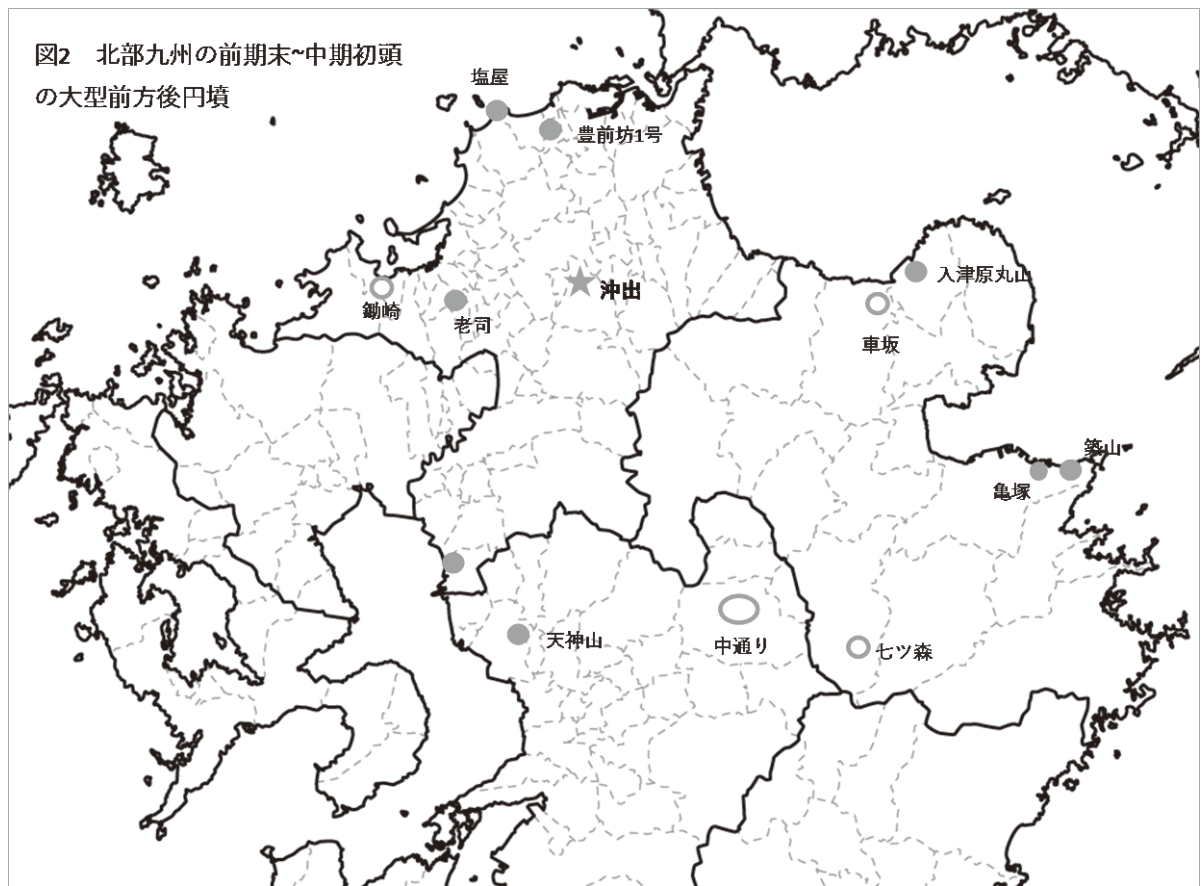 図2　北部九州の前期末~中期初頭
の大型前方後円墳
塩屋
豊前坊1号
入津原丸山
沖出
鋤崎
老司
車坂
築山
亀塚
天神山
中通り
七ツ森